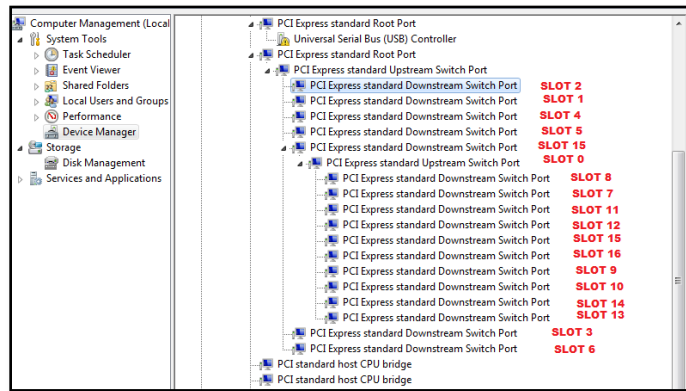 Computer Management (Local
System Tools
Task Scheduler
Event Viewer
Shared Folders
Local Users and Groups
Performance
Device Manager
Storage
Disk Management
Services and Applications
PCI Express standard Root Port
Universal Serial Bus (USB) Controller
PCI Express standard Root Port
PCI Express standard Upstream Switch Port
PCI Express standard Downstream Switch Port SLOT 2
PCI Express standard Downstream Switch Port SLOT 1
PCI Express standard Downstream Switch Port SLOT 4
PCI Express standard Downstream Switch Port SLOT 5
PCI Express standard Downstream Switch Port SLOT 15
PCI Express standard Upstream Switch Port SLOT 0
PCI Express standard Downstream Switch Port SLOT 8
PCI Express standard Downstream Switch Port SLOT 7
PCI Express standard Downstream Switch Port SLOT 11
PCI Express standard Downstream Switch Port SLOT 12
PCI Express standard Downstream Switch Port SLOT 15
PCI Express standard Downstream Switch Port SLOT 16
PCI Express standard Downstream Switch Port SLOT 9
PCI Express standard Downstream Switch Port SLOT 10
PCI Express standard Downstream Switch Port SLOT 14
PCI Express standard Downstream Switch Port SLOT 13
PCI Express standard Downstream Switch Port SLOT 3
PCI Express standard Downstream Switch Port SLOT 6
PCI standard host CPU bridge
PCI standard host CPU bridge